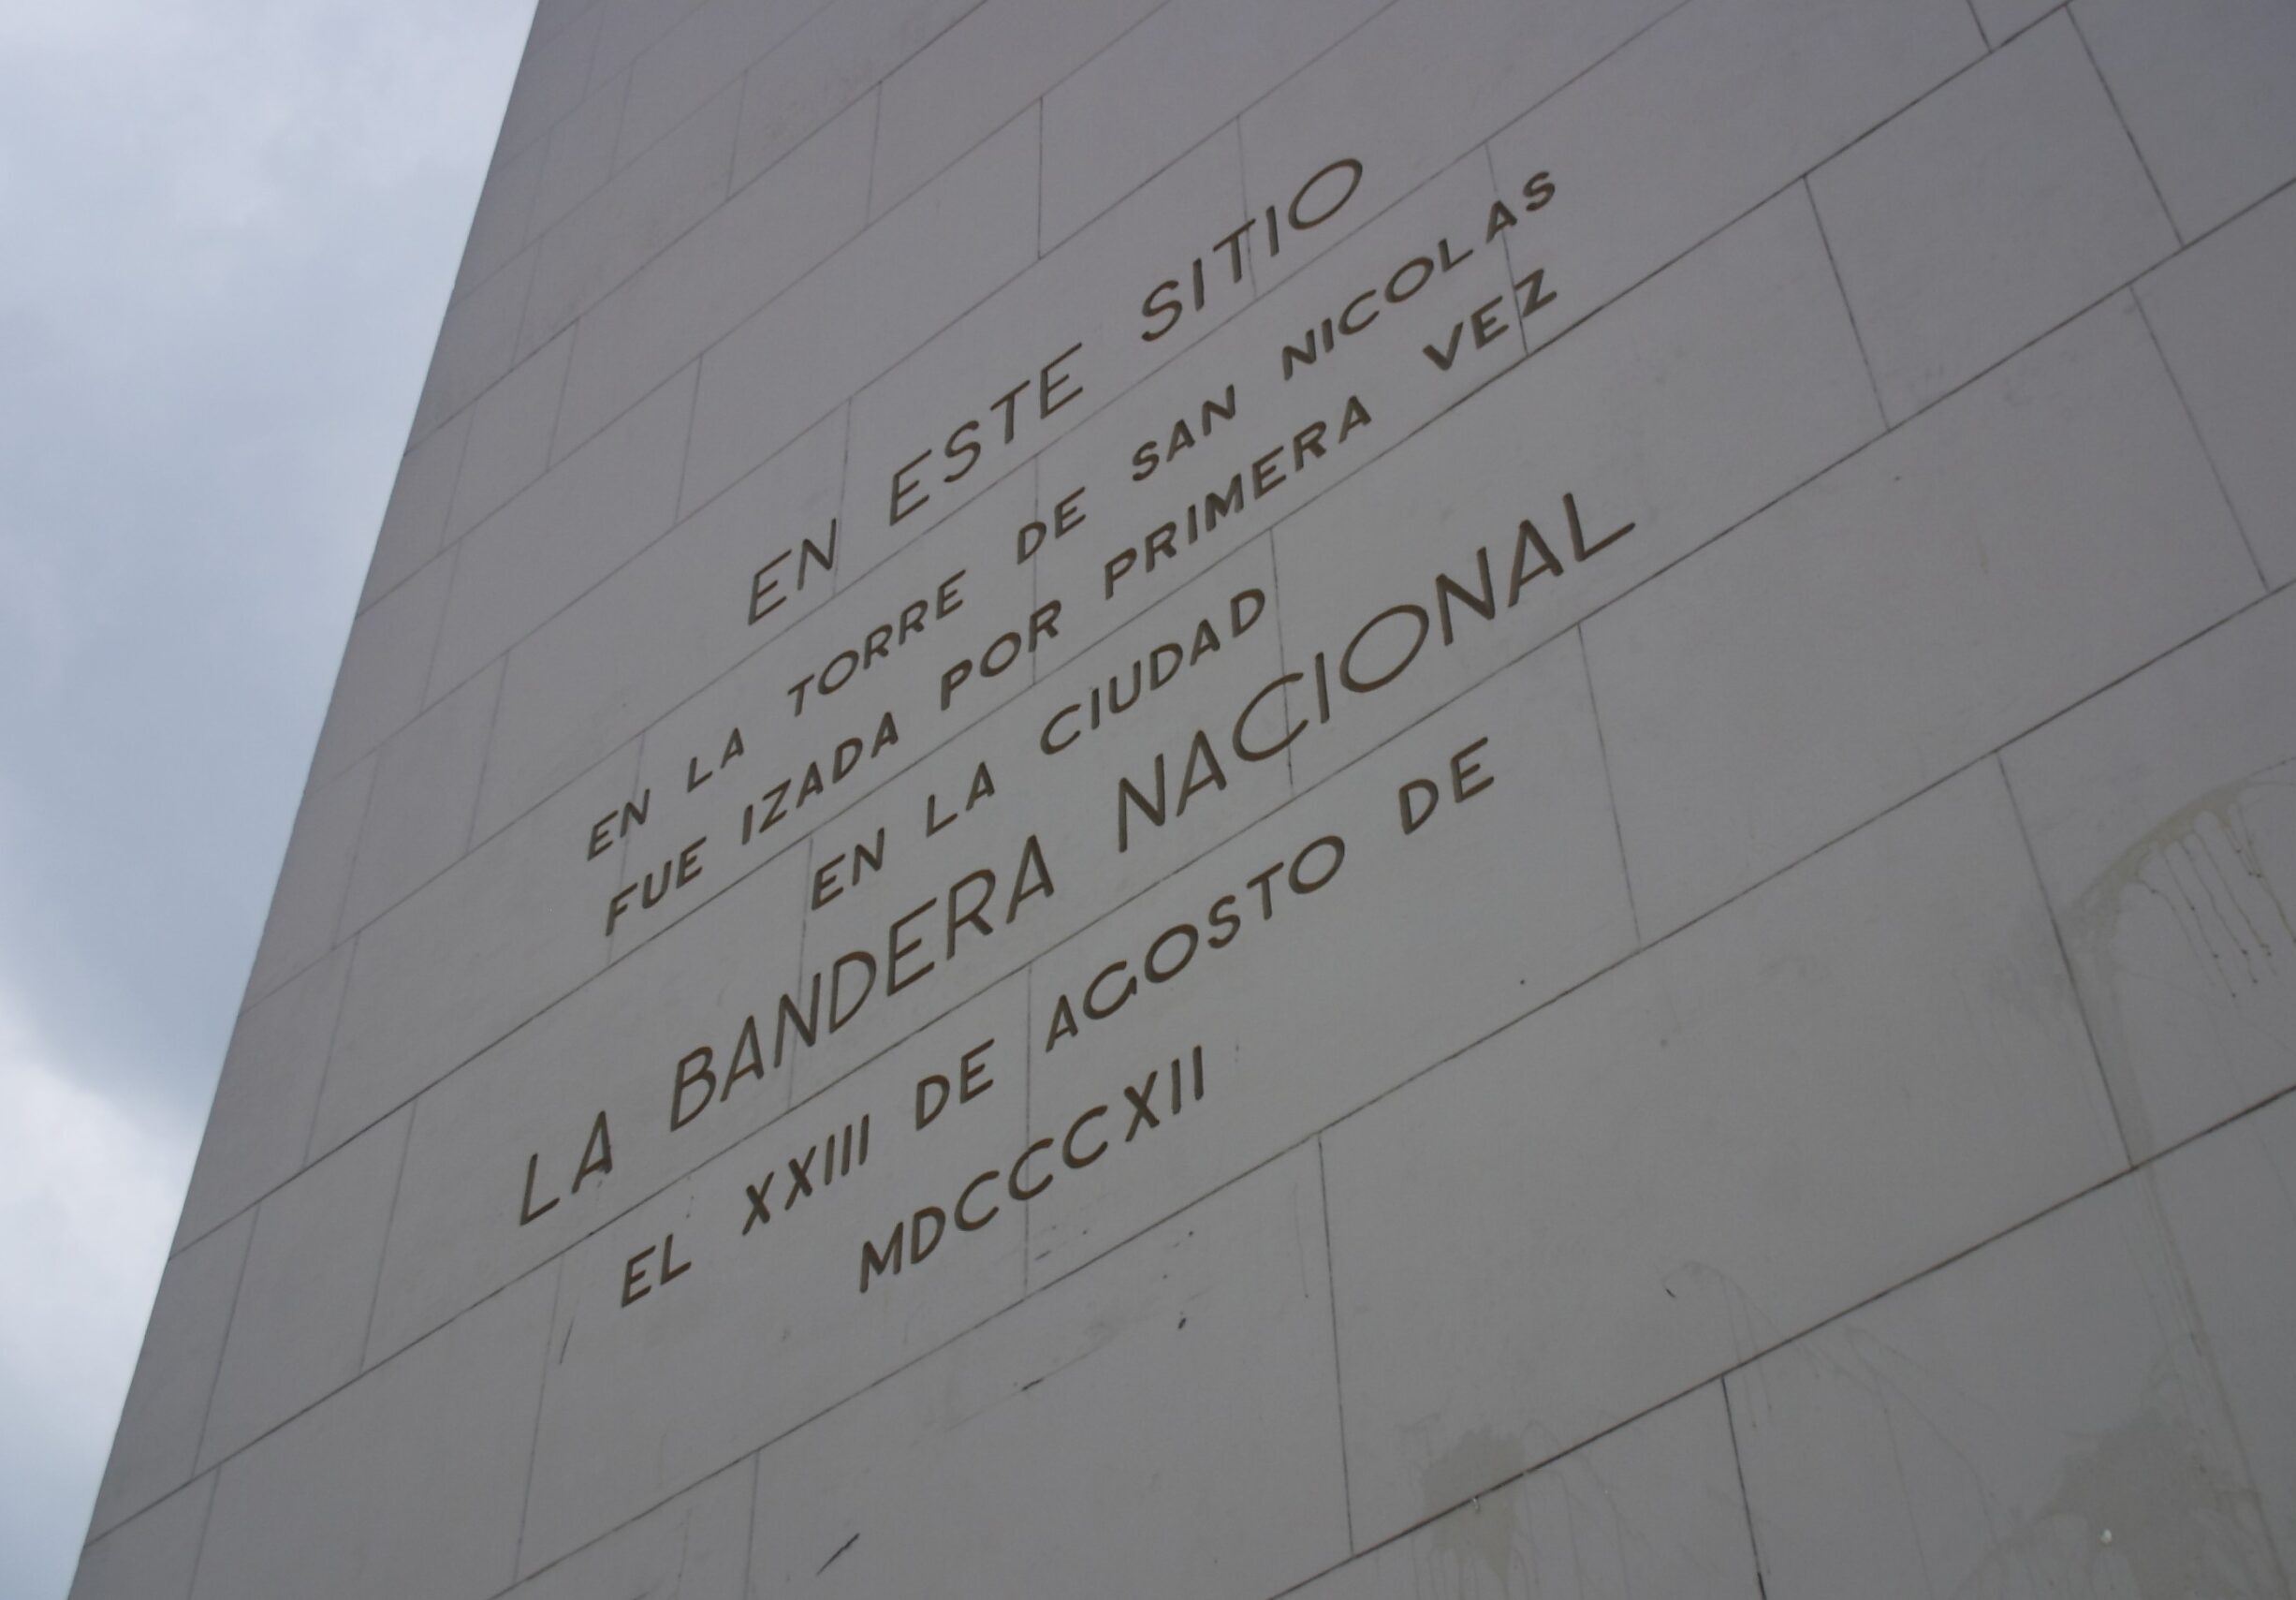 EN ESTE SITIO
EN LA TORRE DE SAN NICOLAS
FUE IZADA POR PRIMERA VEZ
EN LA CIUDAD
LA BANDERA NACIONAL
EL XXIII DE AGOSTO DE
MDCCCXII